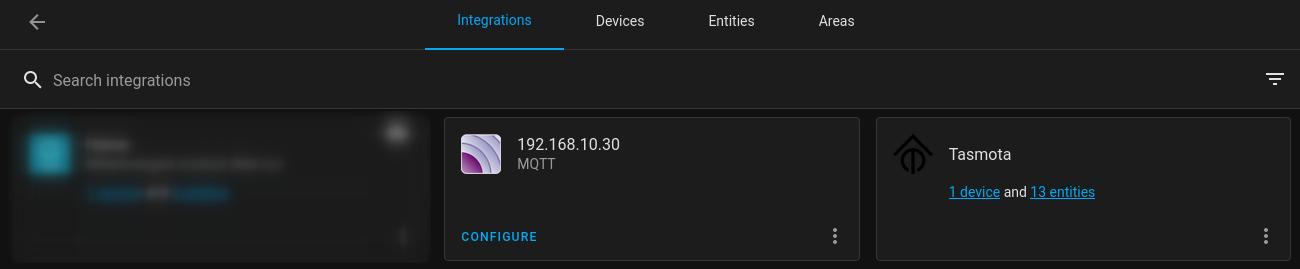 Integrations Devices Entities Areas
Search integrations
192.168.10.30
MQTT
CONFIGURE
Tasmota
1 device and 13 entities